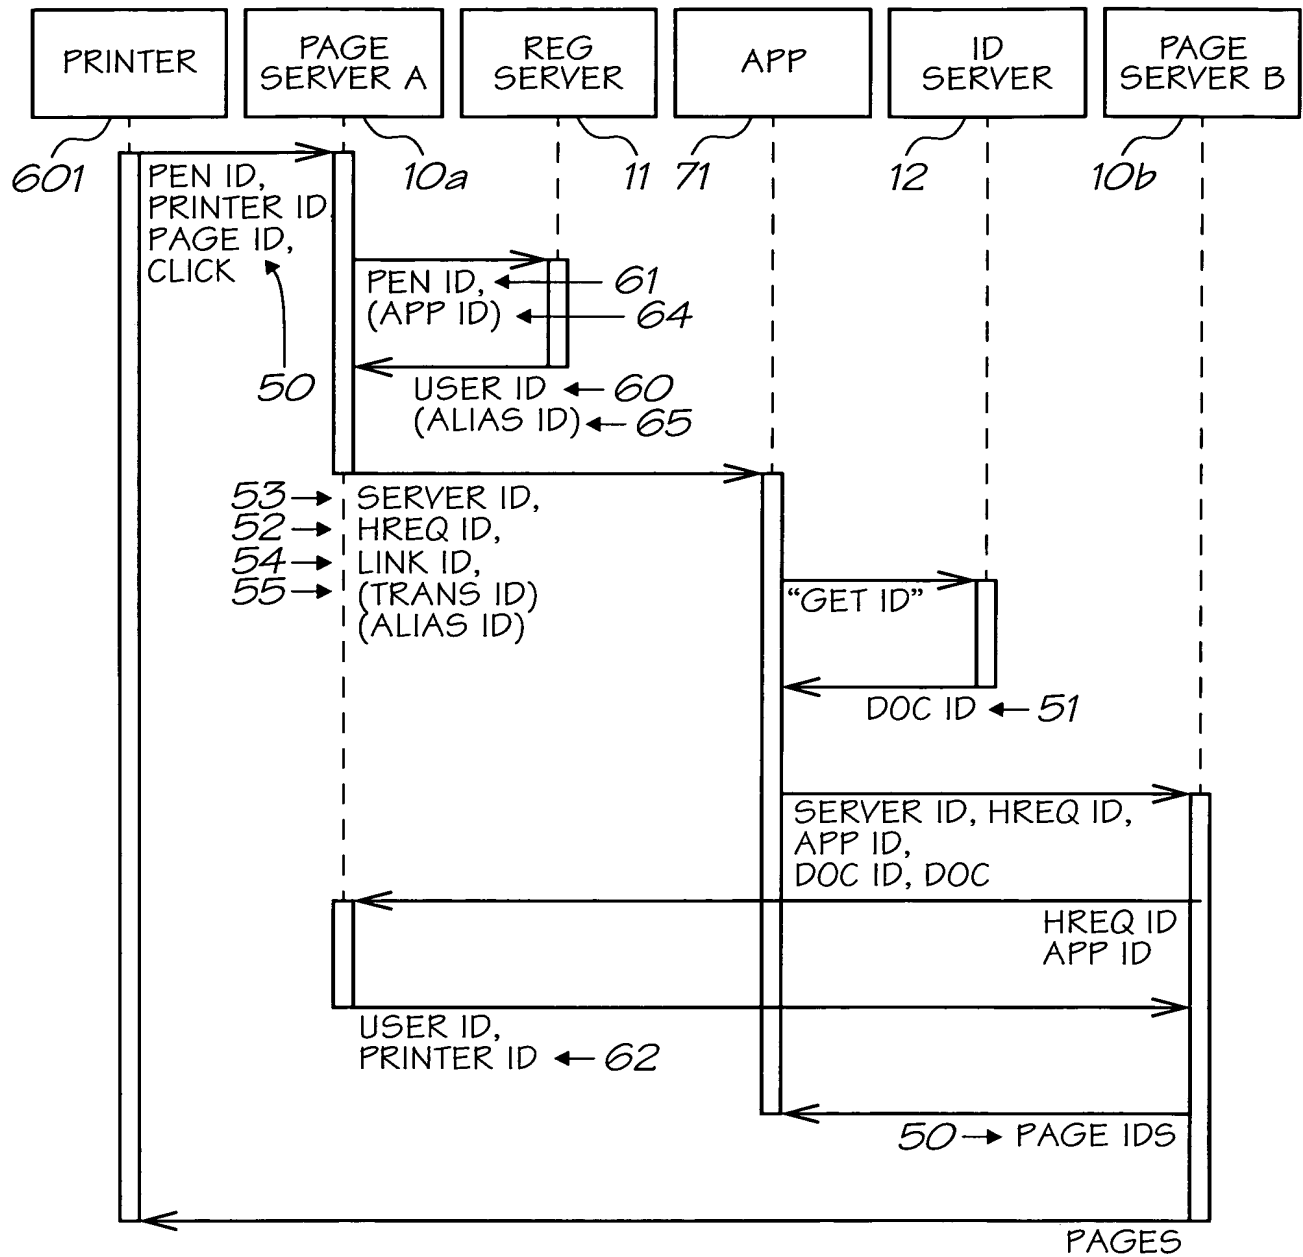 PRINTER
PAGE
SERVER A
REG
SERVER
APP
ID
SERVER
PAGE
SERVER B
601
10a
11
71
12
10b
PEN ID,
PRINTER ID
PAGE ID,
CLICK
50
PEN ID,
61
(APP ID)
64
USER ID
60
(ALIAS ID)
65
53
SERVER ID,
52
HREQ ID,
54
LINK ID,
55
(TRANS ID)
(ALIAS ID)
“GET ID”
DOC ID
51
SERVER ID, HREQ ID,
APP ID,
DOC ID, DOC
HREQ ID
APP ID
USER ID,
PRINTER ID
62
50
PAGE IDS
PAGES